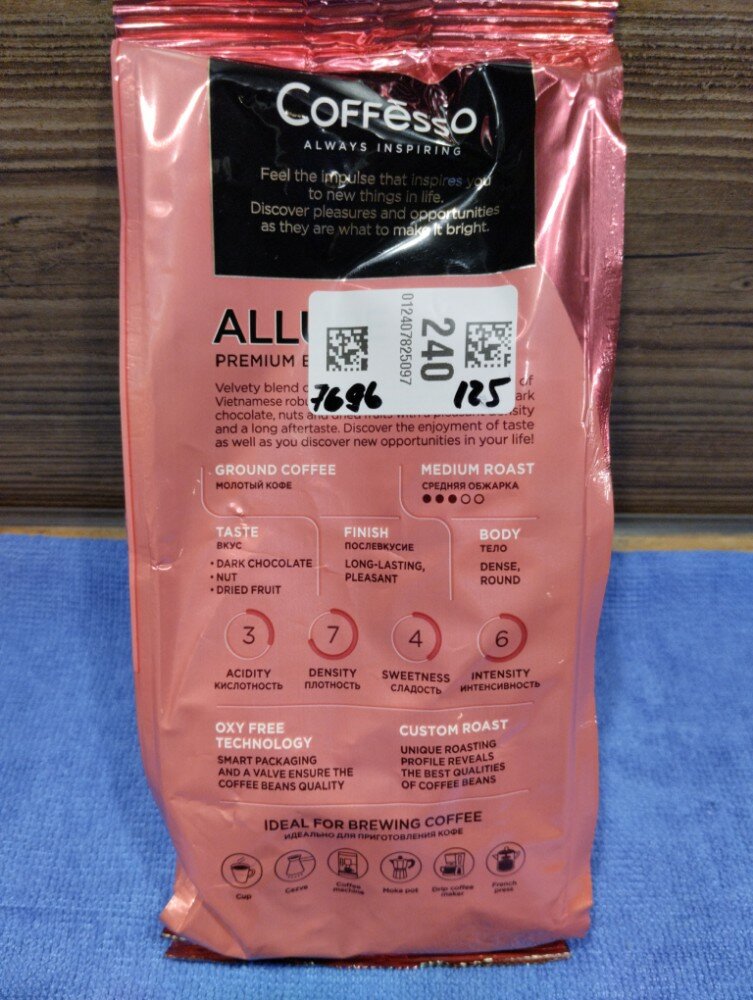 COFFESSO
ALWAYS INSPIRING
Feel the impulse that inspires you
to new things in life.
Discover pleasures and opportunities
as they are what to make it bright.
PREMIUM
012407825097
240
7696
125
Velvety blend of
Vietnamese dark
chocolate, nuts and dried fruits with a pleasant density
and a long aftertaste. Discover the enjoyment of taste
as well as you discover new opportunities in your life!
GROUND COFFEE
МОЛОТЫЙ КОФЕ
MEDIUM ROAST
СРЕДНЯЯ ОБЖАРКА
TASTE
ВКУС
• DARK CHOCOLATE
• NUT
• DRIED FRUIT
FINISH
ПОСЛЕВКУСИЕ
LONG-LASTING,
PLEASANT
BODY
ТЕЛО
DENSE,
ROUND
3
ACIDITY
КИСЛОТНОСТЬ
7
DENSITY
ПЛОТНОСТЬ
4
SWEETNESS
СЛАДОСТЬ
6
INTENSITY
ИНТЕНСИВНОСТЬ
OXY FREE
TECHNOLOGY
SMART PACKAGING
AND A VALVE ENSURE THE
COFFEE BEANS QUALITY
CUSTOM ROAST
UNIQUE ROASTING
PROFILE REVEALS
THE BEST QUALITIES
OF COFFEE BEANS
IDEAL FOR BREWING COFFEE
ИДЕАЛЬНО ДЛЯ ПРИГОТОВЛЕНИЯ КОФЕ
Cup
Cezve
Coffee
machine
Moka pot
Drip coffee
maker
French
press